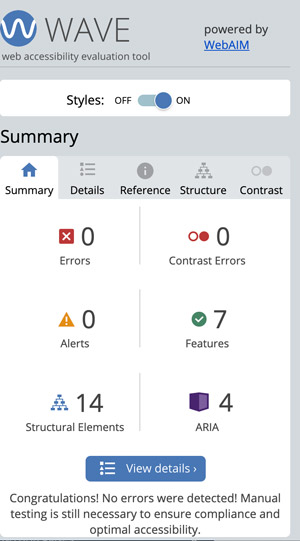 WAVE
powered by
WebAIM
web accessibility evaluation tool
Styles: OFF ON
Summary
Summary Details Reference Structure Contrast
0 0
Errors Contrast Errors
0 7
Alerts Features
14 4
Structural Elements ARIA
View details ›
Congratulations! No errors were detected! Manual
testing is still necessary to ensure compliance and
optimal accessibility.